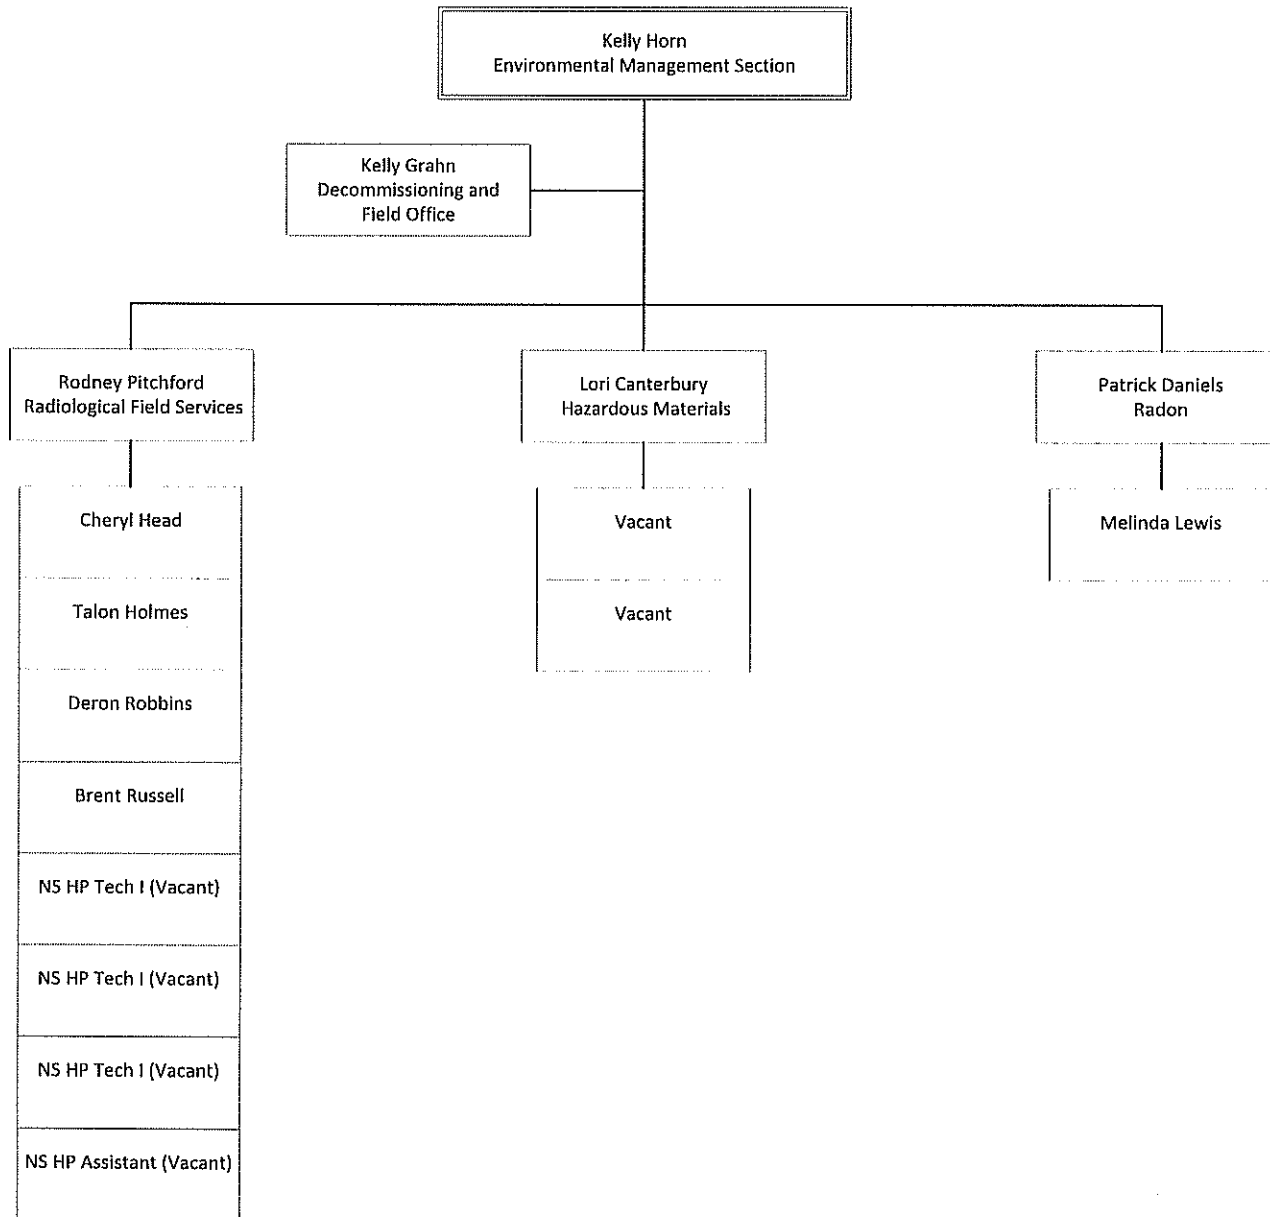 Kelly Horn
Environmental Management Section
Kelly Grahn
Decommissioning and
Field Office
Rodney Pitchford
Radiological Field Services
Lori Canterbury
Hazardous Materials
Patrick Daniels
Radon
Cheryl Head
Talon Holmes
Deron Robbins
Brent Russell
NS HP Tech I (Vacant)
NS HP Tech I (Vacant)
NS HP Tech I (Vacant)
NS HP Assistant (Vacant)
Vacant
Vacant
Melinda Lewis